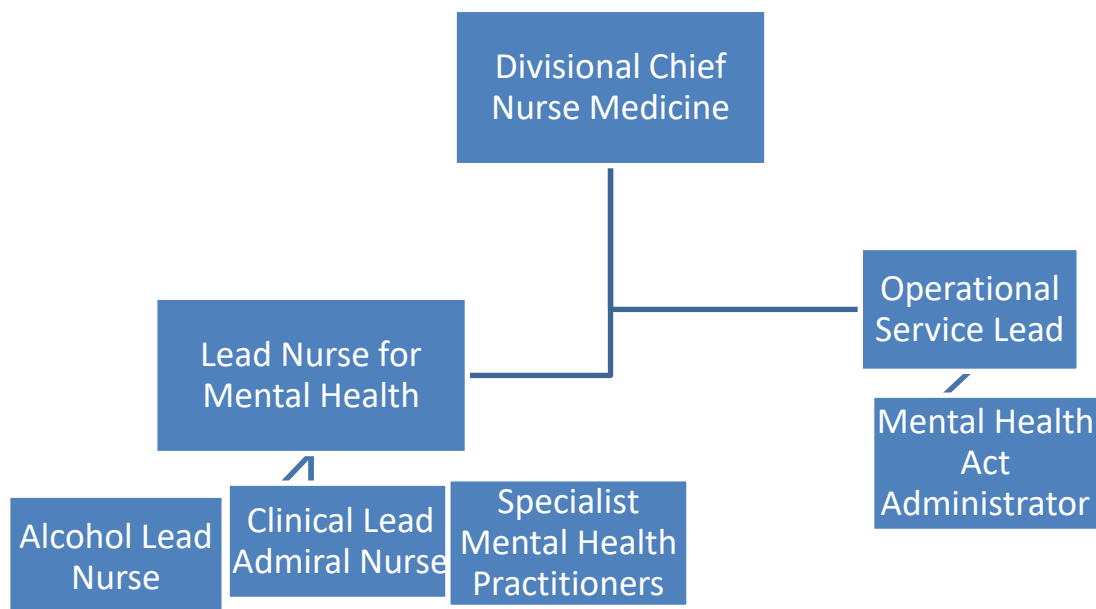 Divisional Chief
Nurse Medicine
Operational
Service Lead
Lead Nurse for
Mental Health
Mental Health
Act
Administrator
Alcohol Lead
Nurse
Clinical Lead
Admiral Nurse
Specialist
Mental Health
Practitioners